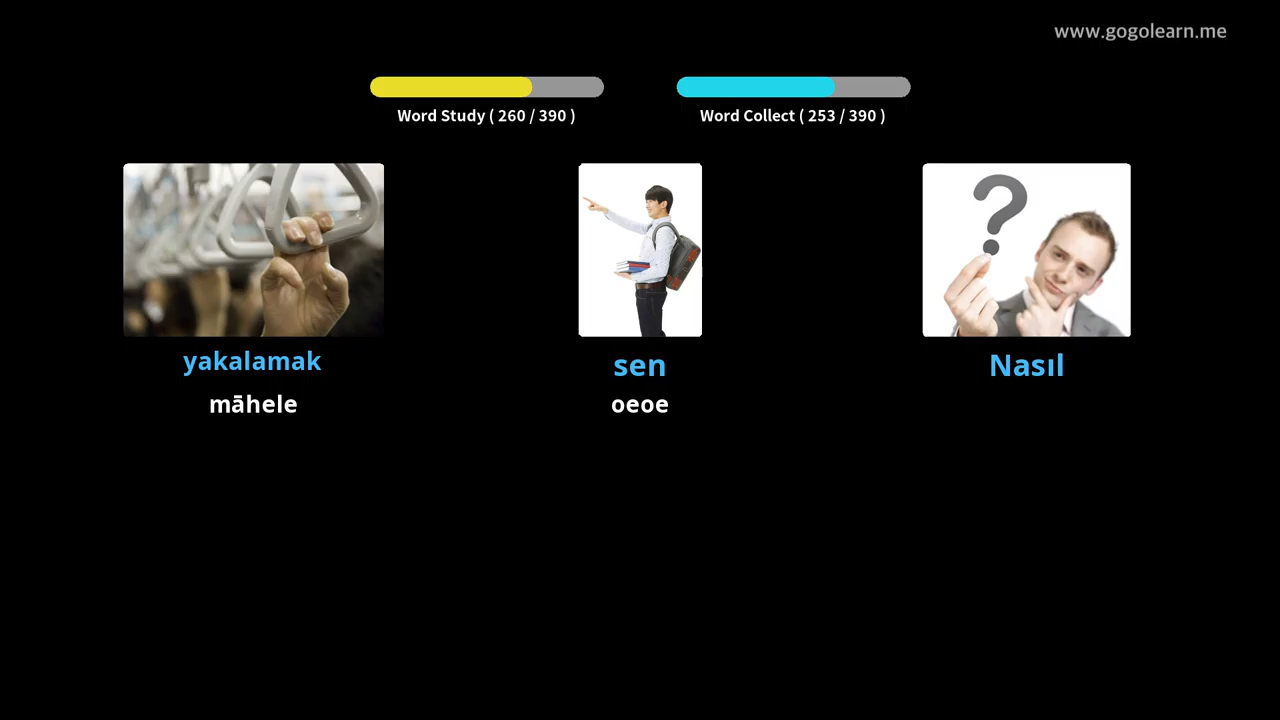 www.gogolearn.me
Word Study ( 260 / 390 )
Word Collect ( 253 / 390 )
yakalamak
sen
Nasıl
māhele
oeoe